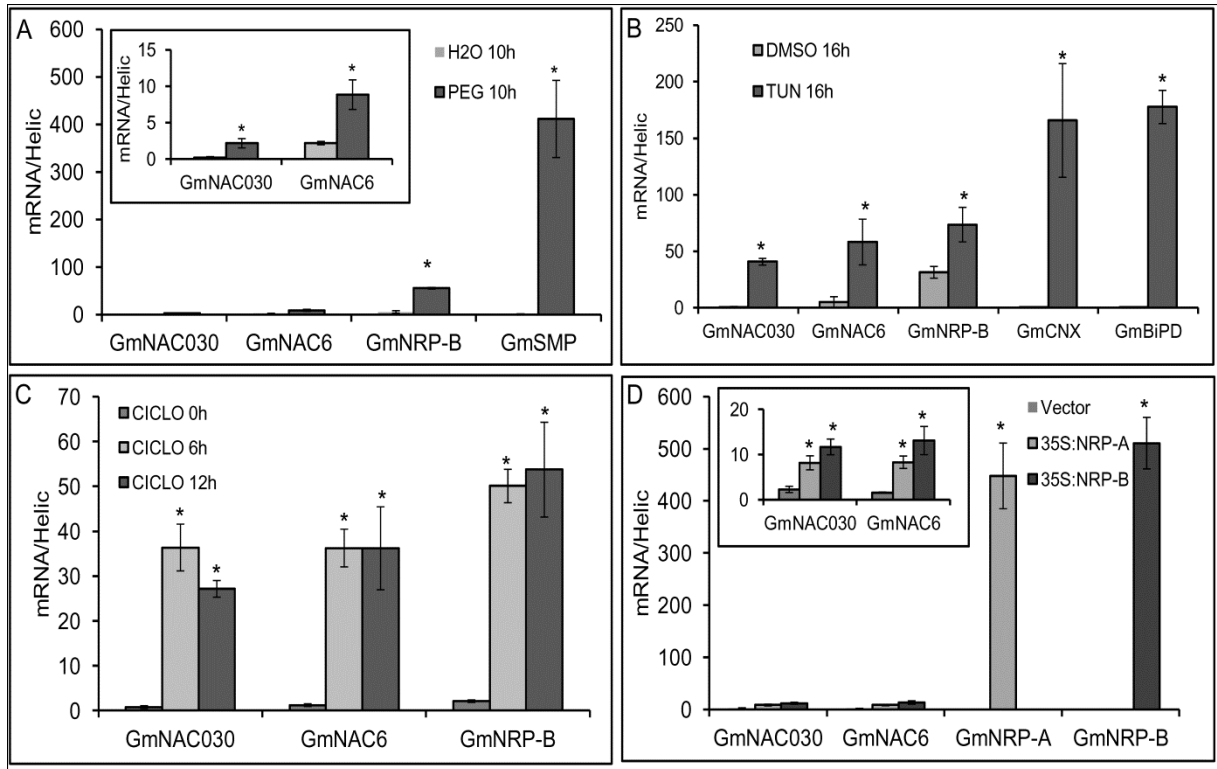 A
mRNA/Helic
600
500
400
300
200
100
0
mRNA/Helic
15
10
5
0
*
*
GmNAC030 GmNAC6
H2O 10h
PEG 10h
*
*
GmNAC030 GmNAC6 GmNRP-B GmSMP
B
mRNA/Helic
250
200
150
100
50
0
DMSO 16h
TUN 16h
*
*
*
*
*
GmNAC030 GmNAC6 GmNRP-B GmCNX GmBiPD
C
mRNA/Helic
70
60
50
40
30
20
10
0
CICLO 0h
CICLO 6h
CICLO 12h
* *
* *
* *
GmNAC030 GmNAC6 GmNRP-B
D
mRNA/Helic
600
500
400
300
200
100
0
20
10
0
* *
* *
GmNAC030 GmNAC6
Vector
35S:NRP-A
35S:NRP-B
*
*
GmNAC030 GmNAC6 GmNRP-A GmNRP-B